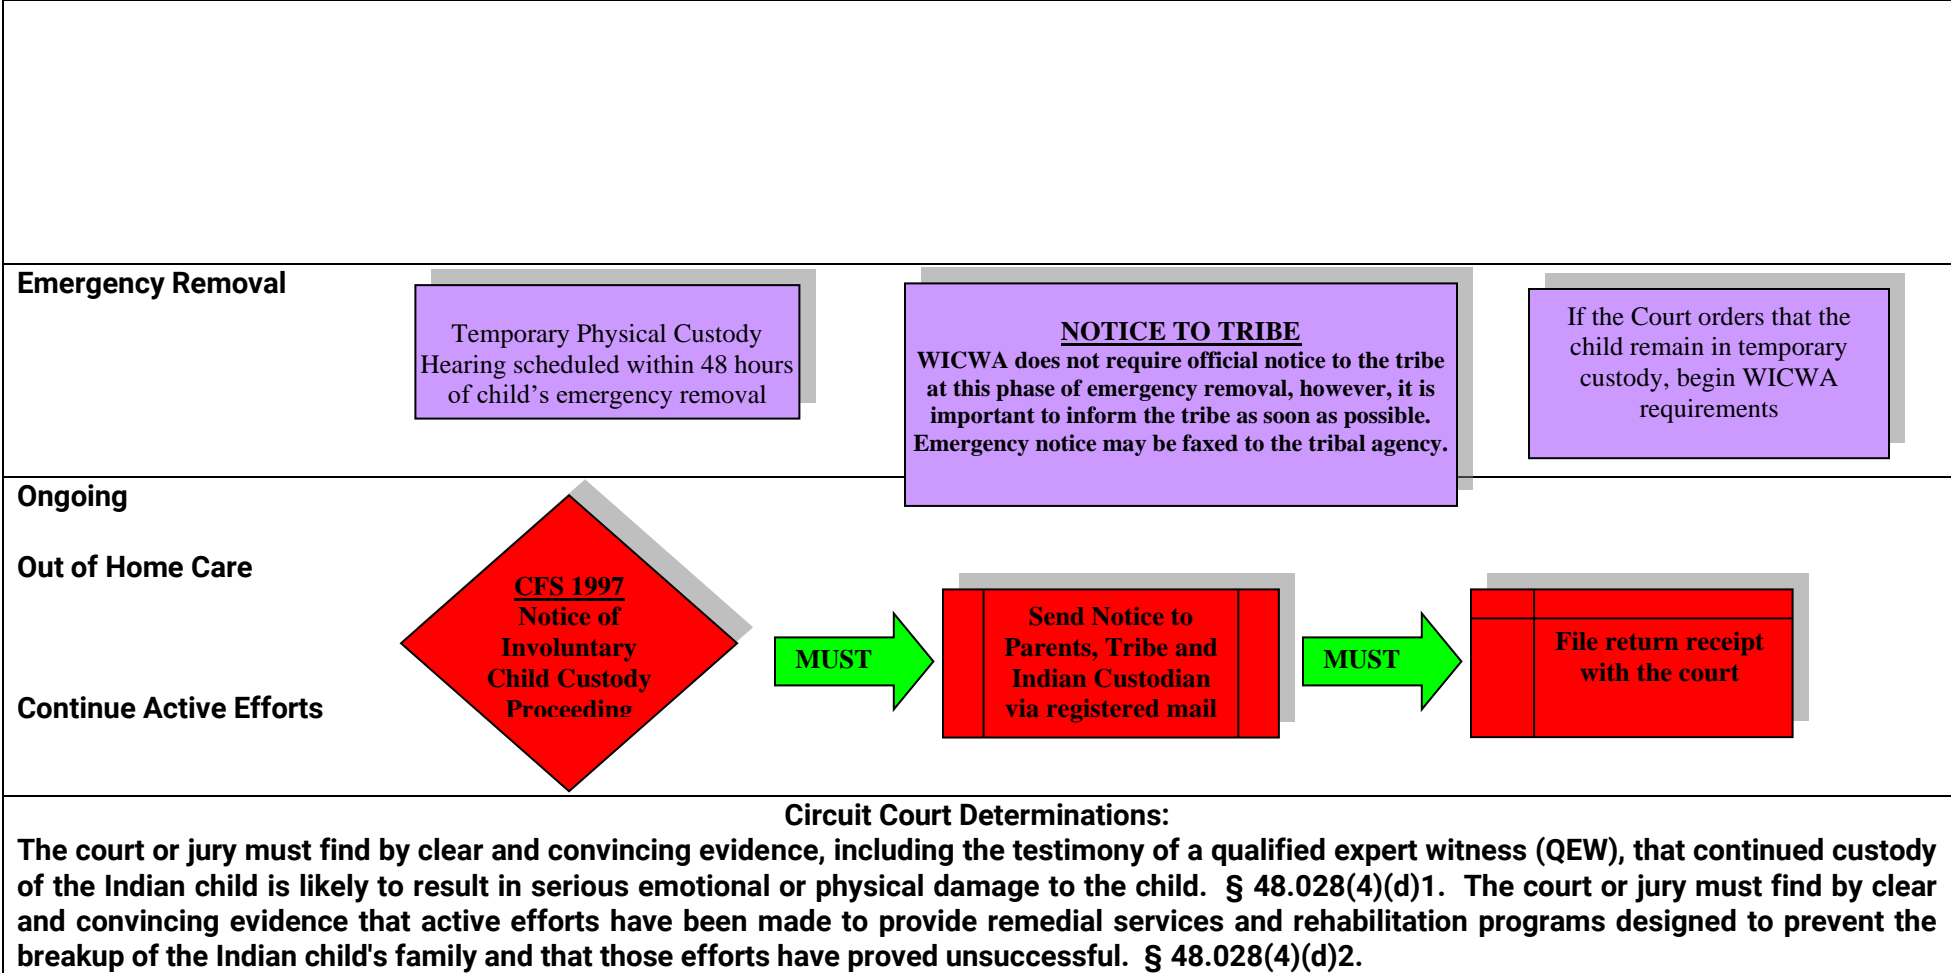 Emergency Removal
Temporary Physical Custody
Hearing scheduled within 48 hours
of child’s emergency removal
NOTICE TO TRIBE
WICWA does not require official notice to the tribe
at this phase of emergency removal, however, it is
important to inform the tribe as soon as possible.
Emergency notice may be faxed to the tribal agency.
If the Court orders that the
child remain in temporary
custody, begin WICWA
requirements
Ongoing
Out of Home Care
Continue Active Efforts
CFS 1997
Notice of
Involuntary
Child Custody
Proceeding
MUST
Send Notice to
Parents, Tribe and
Indian Custodian
via registered mail
MUST
File return receipt
with the court
Circuit Court Determinations:
The court or jury must find by clear and convincing evidence, including the testimony of a qualified expert witness (QEW), that continued custody
of the Indian child is likely to result in serious emotional or physical damage to the child. § 48.028(4)(d)1. The court or jury must find by clear
and convincing evidence that active efforts have been made to provide remedial services and rehabilitation programs designed to prevent the
breakup of the Indian child's family and that those efforts have proved unsuccessful. § 48.028(4)(d)2.